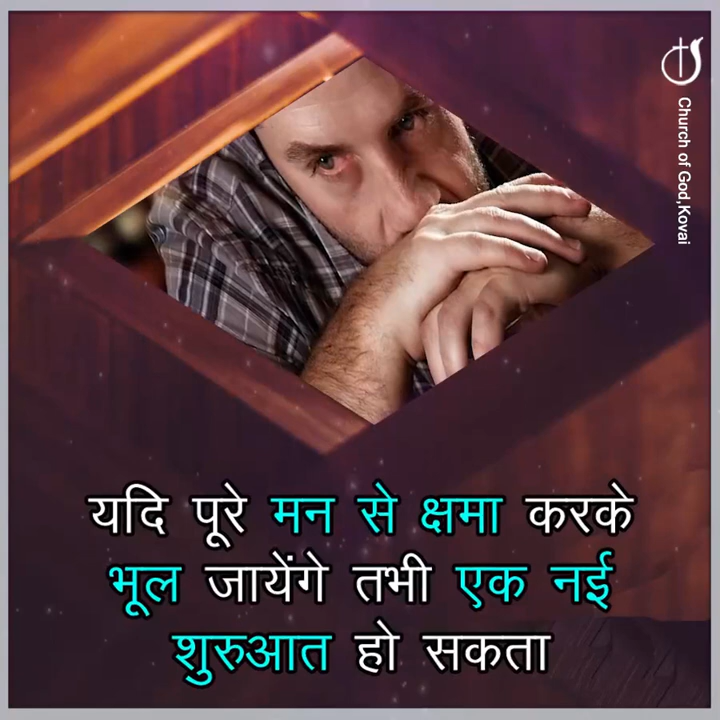 Church of God,Kovai
यदि पूरे मन से क्षमा करके
भूल जायेंगे तभी एक नई
शुरुआत हो सकता